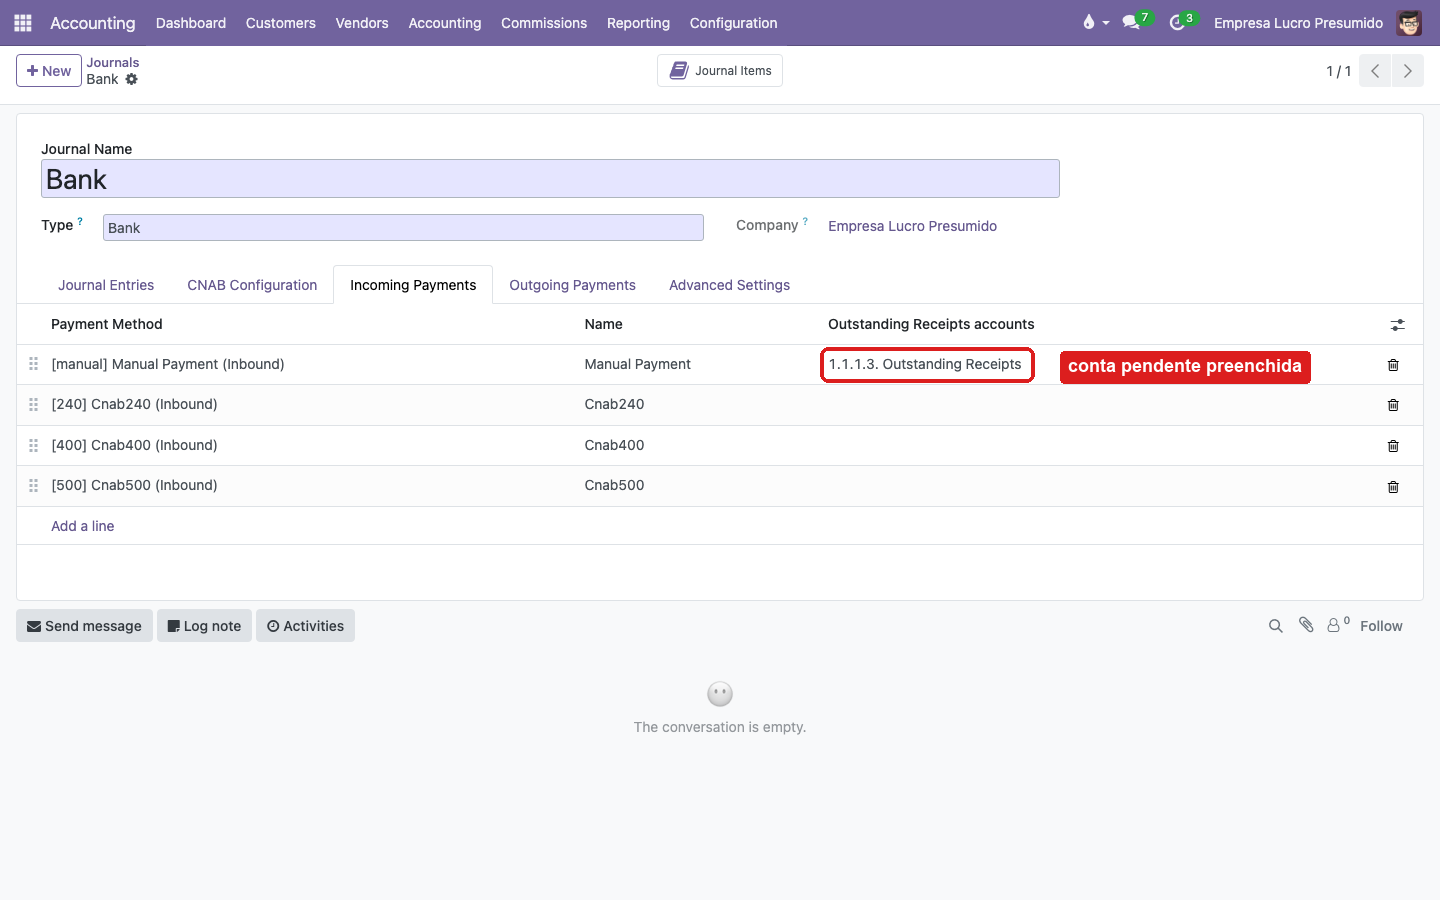 Accounting Dashboard Customers Vendors Accounting Commissions Reporting Configuration 7 3 Empresa Lucro Presumido
New Journals
Bank
Journal Items
1 / 1
Journal Name
Bank
Type ? Bank
Company ? Empresa Lucro Presumido
Journal Entries CNAB Configuration Incoming Payments Outgoing Payments Advanced Settings
Payment Method Name Outstanding Receipts accounts
[manual] Manual Payment (Inbound) Manual Payment 1.1.1.3. Outstanding Receipts conta pendente preenchida
[240] Cnab240 (Inbound) Cnab240
[400] Cnab400 (Inbound) Cnab400
[500] Cnab500 (Inbound) Cnab500
Add a line
Send message Log note Activities 0 Follow
The conversation is empty.